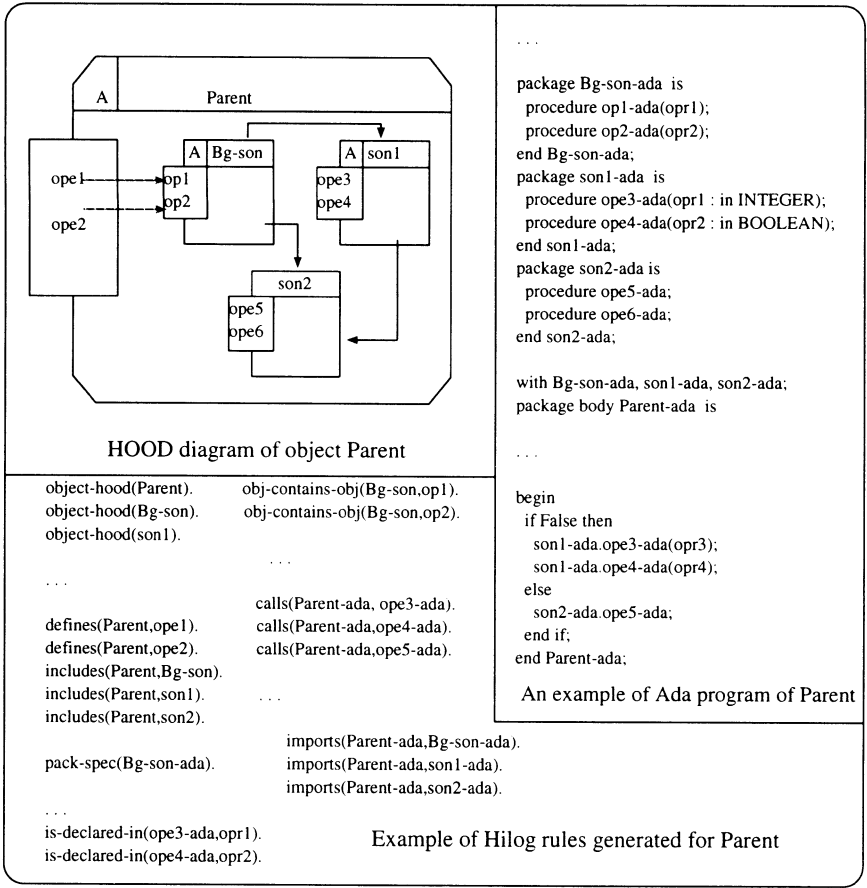 A Parent
A Bg-son
A son1
ope1
op1
ope3
op2
ope4
ope2
son2
ope5
ope6
HOOD diagram of object Parent
. . .
package Bg-son-ada is
procedure op1-ada(opr1);
procedure op2-ada(opr2);
end Bg-son-ada;
package son1-ada is
procedure ope3-ada(opr1 : in INTEGER);
procedure ope4-ada(opr2 : in BOOLEAN);
end son1-ada;
package son2-ada is
procedure ope5-ada;
procedure ope6-ada;
end son2-ada;
with Bg-son-ada, son1-ada, son2-ada;
package body Parent-ada is
. . .
begin
if False then
son1-ada.ope3-ada(opr3);
son1-ada.ope4-ada(opr4);
else
son2-ada.ope5-ada;
end if;
end Parent-ada;
An example of Ada program of Parent
object-hood(Parent).
object-hood(Bg-son).
object-hood(son1).
. . .
defines(Parent,ope1).
defines(Parent,ope2).
includes(Parent,Bg-son).
includes(Parent,son1).
includes(Parent,son2).
pack-spec(Bg-son-ada).
. . .
is-declared-in(ope3-ada,opr1).
is-declared-in(ope4-ada,opr2).
obj-contains-obj(Bg-son,op1).
obj-contains-obj(Bg-son,op2).
. . .
calls(Parent-ada, ope3-ada).
calls(Parent-ada,ope4-ada).
calls(Parent-ada,ope5-ada).
. . .
imports(Parent-ada,Bg-son-ada).
imports(Parent-ada,son1-ada).
imports(Parent-ada,son2-ada).
Example of Hilog rules generated for Parent